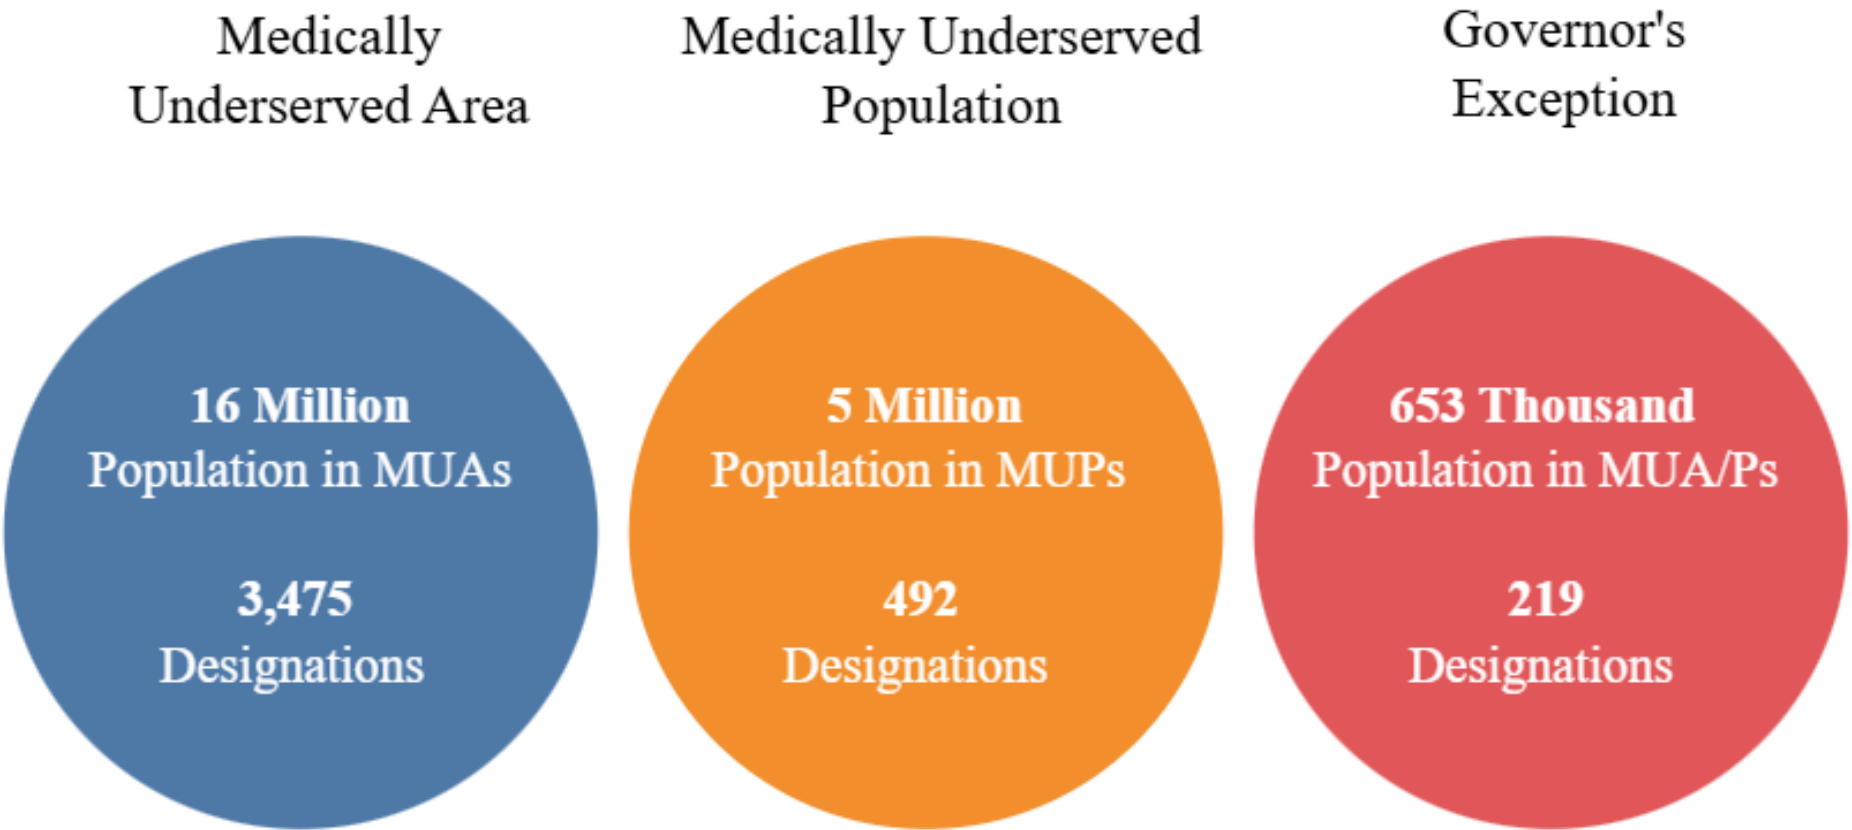 Medically
Underserved Area
16 Million
Population in MUAs
3,475
Designations
Medically Underserved
Population
5 Million
Population in MUPs
492
Designations
Governor's
Exception
653 Thousand
Population in MUA/Ps
219
Designations